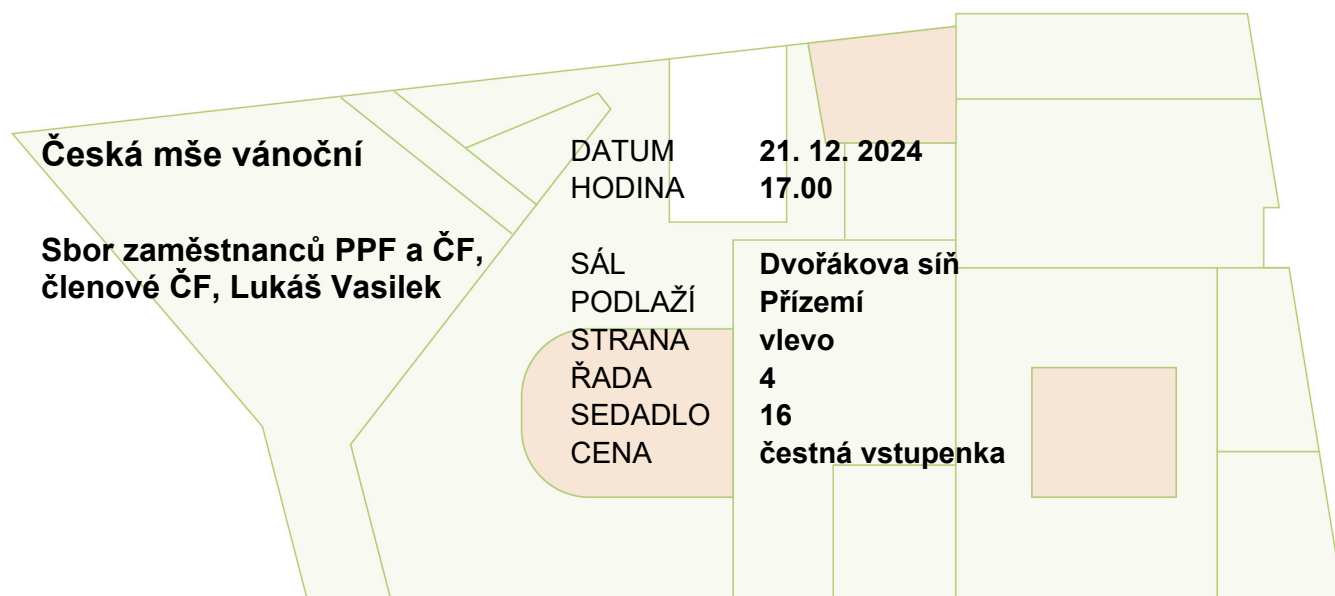 Česká mše vánoční
Sbor zaměstnanců PPF a ČF,
členové ČF, Lukáš Vasilek
DATUM 21. 12. 2024
HODINA 17.00
SÁL Dvořákova síň
PODLAŽÍ Přízemí
STRANA vlevo
ŘADA 4
SEDADLO 16
CENA čestná vstupenka